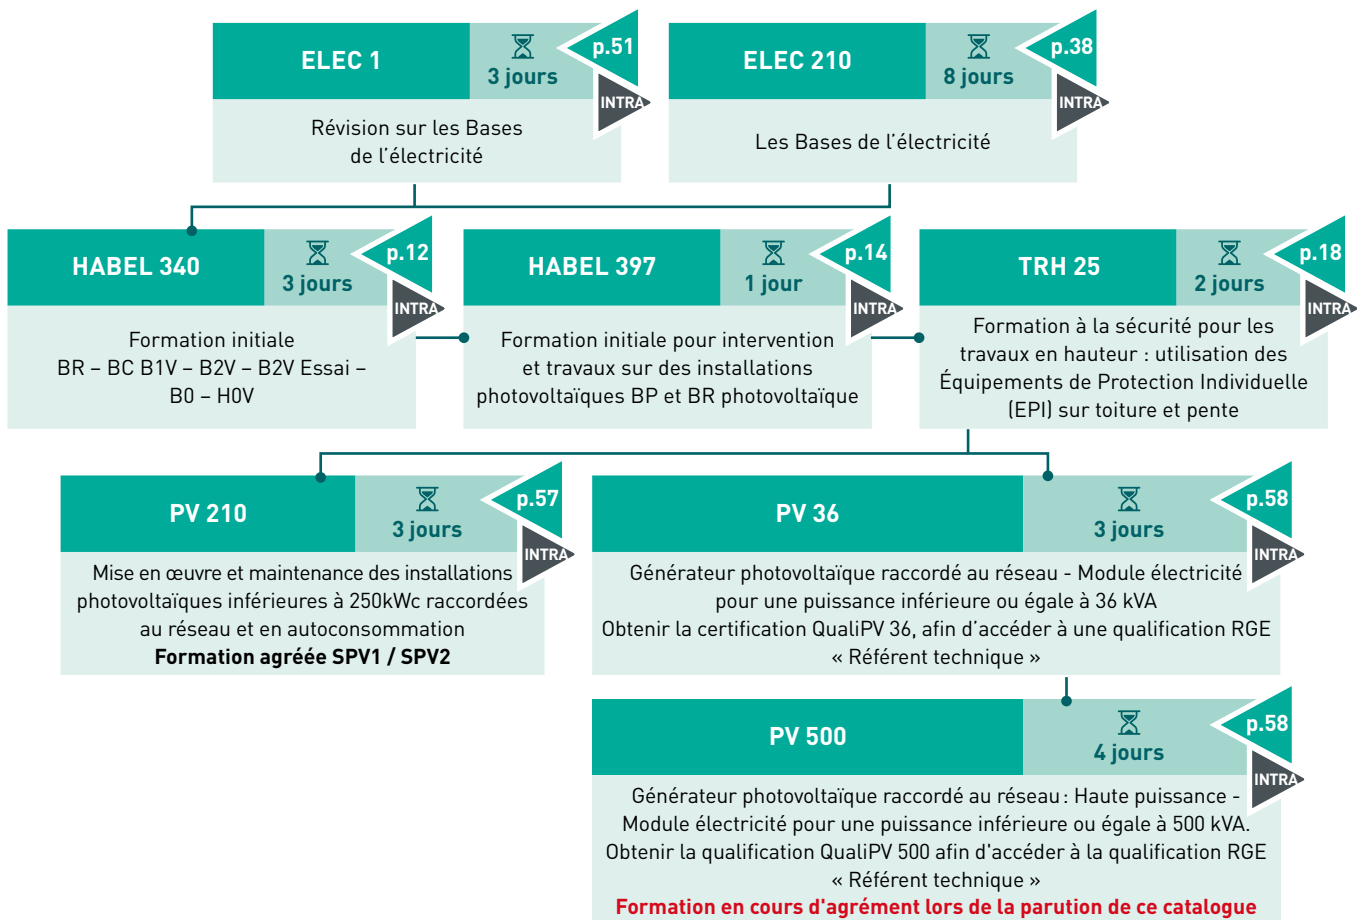 ELEC 1
3 jours
p.51
INTRA
Révision sur les Bases
de l'électricité
ELEC 210
8 jours
p.38
INTRA
Les Bases de l'électricité
HABEL 340
3 jours
p.12
INTRA
Formation initiale
BR – BC B1V – B2V – B2V Essai –
B0 – H0V
HABEL 397
1 jour
p.14
INTRA
Formation initiale pour intervention
et travaux sur des installations
photovoltaïques BP et BR photovoltaïque
TRH 25
2 jours
p.18
INTRA
Formation à la sécurité pour les
travaux en hauteur : utilisation des
Équipements de Protection Individuelle
(EPI) sur toiture et pente
PV 210
3 jours
p.57
INTRA
Mise en œuvre et maintenance des installations
photovoltaïques inférieures à 250kWc raccordées
au réseau et en autoconsommation
Formation agréée SPV1 / SPV2
PV 36
3 jours
p.58
INTRA
Générateur photovoltaïque raccordé au réseau - Module électricité
pour une puissance inférieure ou égale à 36 kVA
Obtenir la certification QualiPV 36, afin d'accéder à une qualification RGE
« Référent technique »
PV 500
4 jours
p.58
INTRA
Générateur photovoltaïque raccordé au réseau : Haute puissance -
Module électricité pour une puissance inférieure ou égale à 500 kVA.
Obtenir la qualification QualiPV 500 afin d'accéder à la qualification RGE
« Référent technique »
Formation en cours d'agrément lors de la parution de ce catalogue